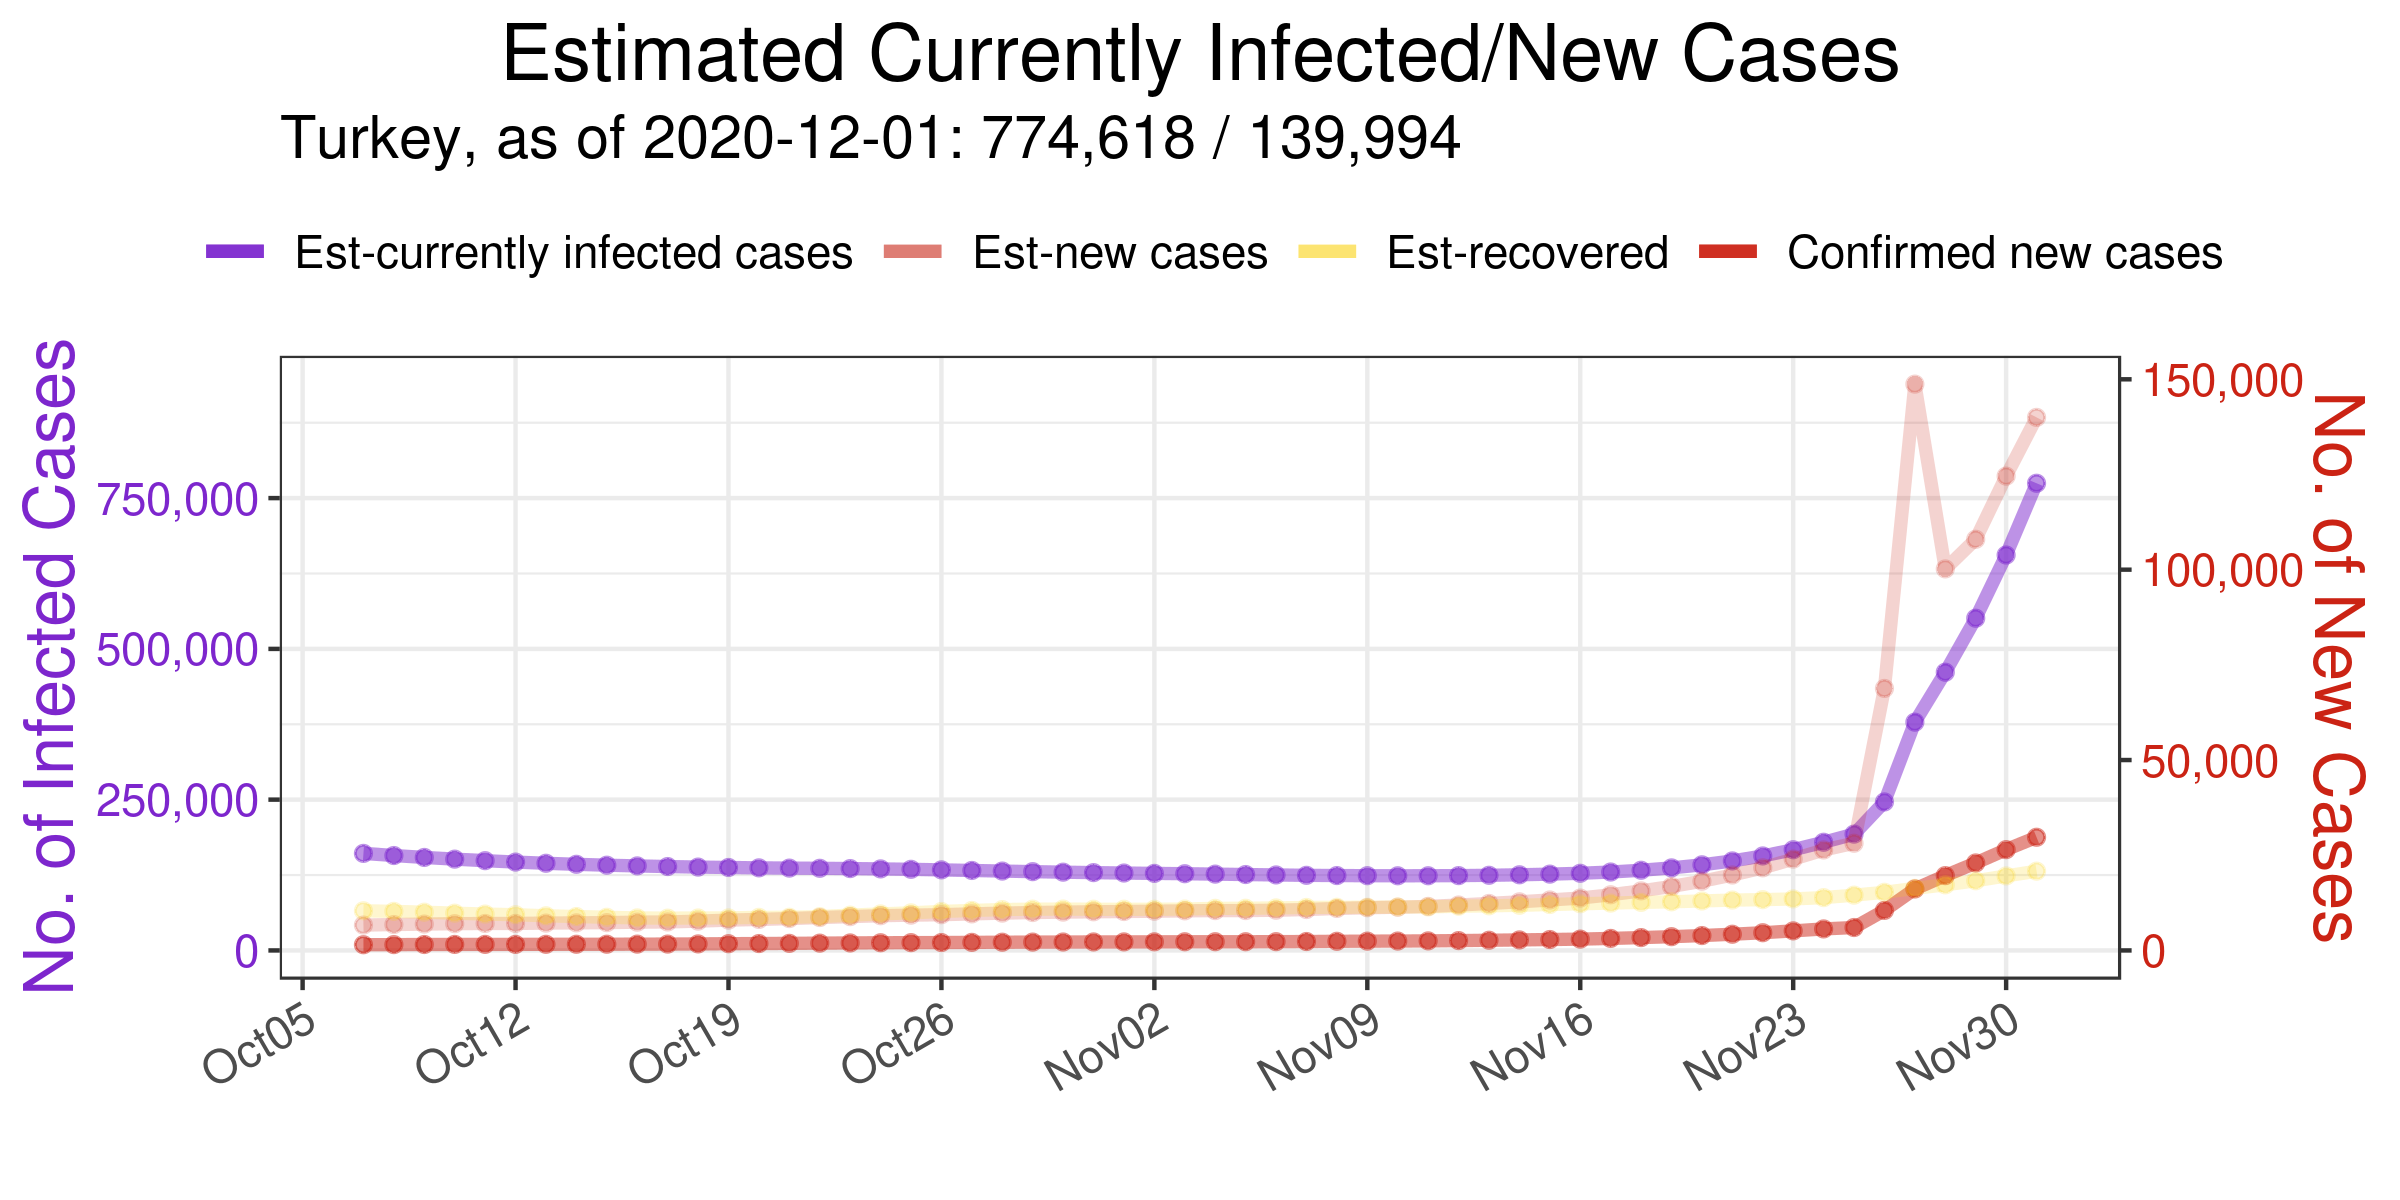 Estimated Currently Infected/New Cases
Turkey, as of 2020-12-01: 774,618 / 139,994
Est-currently infected cases Est-new cases Est-recovered Confirmed new cases
No. of Infected Cases
750,000
500,000
250,000
0
150,000
100,000
50,000
0
No. of New Cases
Oct05 Oct12 Oct19 Oct26 Nov02 Nov09 Nov16 Nov23 Nov30